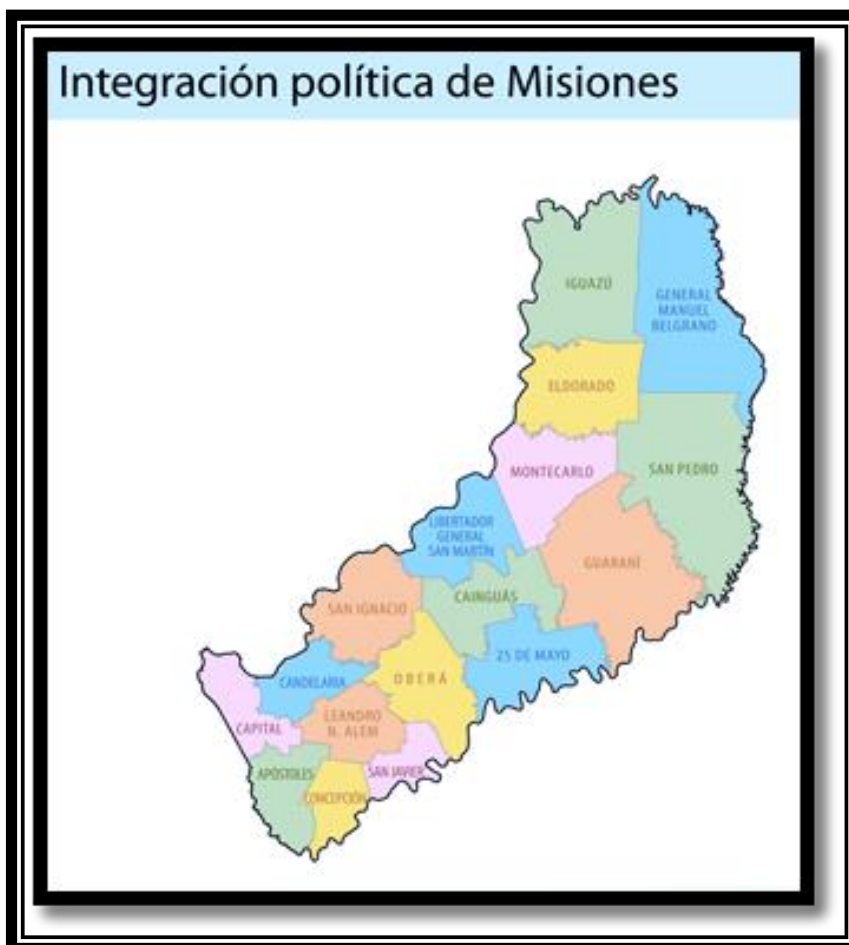 Integración política de Misiones
IGUAZÚ
GENERAL
MANUEL
BELGRANO
ELDORADO
MONTECARLO
SAN PEDRO
LIBERTADOR
GENERAL
SAN MARTÍN
GUARANÍ
CAINGUÁS
SAN IGNACIO
25 DE MAYO
CANDELARIA
OBERÁ
LEANDRO
N. ALEM
CAPITAL
APÓSTOLES
SAN JAVIER
CONCEPCIÓN